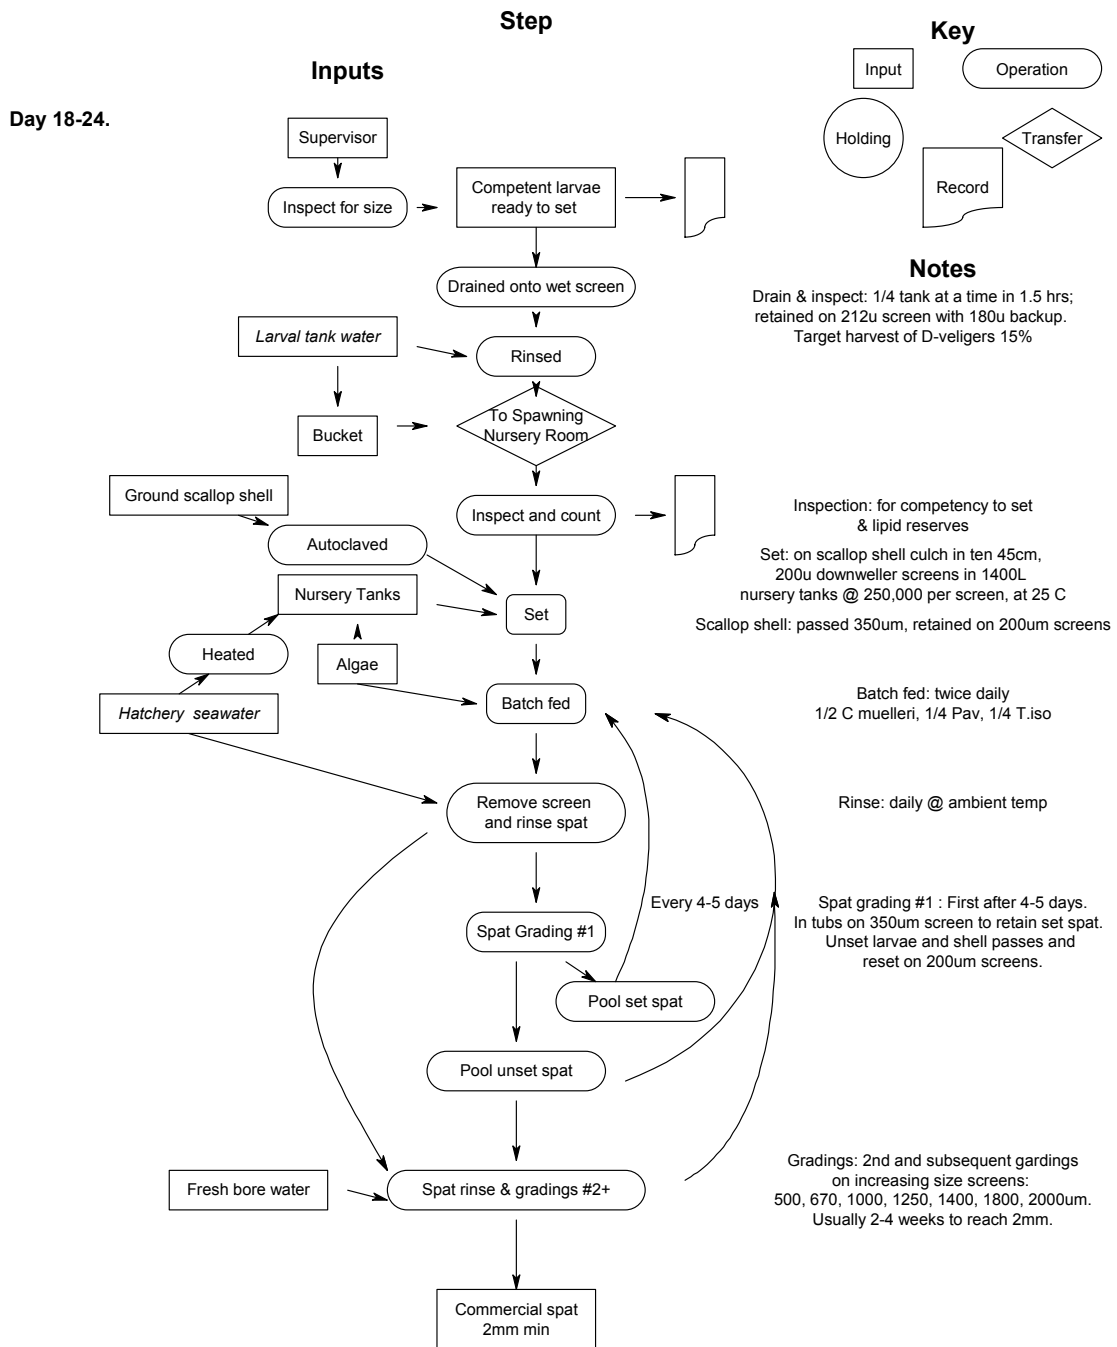 Step
Key
Inputs
Input
Operation
Day 18-24.
Supervisor
Holding
Transfer
Record
Inspect for size
Competent larvae
ready to set
Notes
Drained onto wet screen
Drain & inspect: 1/4 tank at a time in 1.5 hrs;
retained on 212u screen with 180u backup.
Target harvest of D-veligers 15%
Larval tank water
Rinsed
To Spawning
Nursery Room
Bucket
Ground scallop shell
Inspect and count
Inspection: for competency to set
& lipid reserves
Autoclaved
Set: on scallop shell culch in ten 45cm,
200u downweller screens in 1400L
nursery tanks @ 250,000 per screen, at 25 C
Nursery Tanks
Set
Scallop shell: passed 350um, retained on 200um screens
Heated
Algae
Batch fed
Batch fed: twice daily
1/2 C muelleri, 1/4 Pav, 1/4 T.iso
Hatchery seawater
Remove screen
and rinse spat
Rinse: daily @ ambient temp
Every 4-5 days
Spat grading #1 : First after 4-5 days.
In tubs on 350um screen to retain set spat.
Unset larvae and shell passes and
reset on 200um screens.
Spat Grading #1
Pool set spat
Pool unset spat
Fresh bore water
Spat rinse & gradings #2+
Gradings: 2nd and subsequent gardings
on increasing size screens:
500, 670, 1000, 1250, 1400, 1800, 2000um.
Usually 2-4 weeks to reach 2mm.
Commercial spat
2mm min